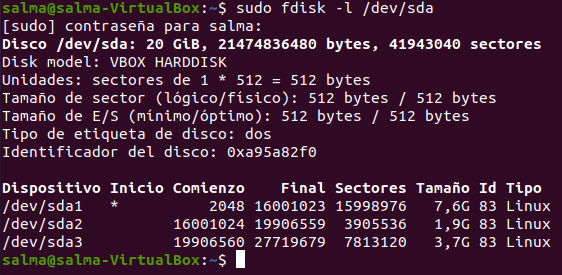 salma@salma-VirtualBox:~$ sudo fdisk -l /dev/sda
[sudo] contraseña para salma:
Disco /dev/sda: 20 GiB, 21474836480 bytes, 41943040 sectores
Disk model: VBOX HARDDISK
Unidades: sectores de 1 * 512 = 512 bytes
Tamaño de sector (lógico/físico): 512 bytes / 512 bytes
Tamaño de E/S (mínimo/óptimo): 512 bytes / 512 bytes
Tipo de etiqueta de disco: dos
Identificador del disco: 0xa95a82f0
Dispositivo Inicio Comienzo Final Sectores Tamaño Id Tipo
/dev/sda1 * 2048 16001023 15998976 7,6G 83 Linux
/dev/sda2 16001024 19906559 3905536 1,9G 83 Linux
/dev/sda3 19906560 27719679 7813120 3,7G 83 Linux
salma@salma-VirtualBox:~$